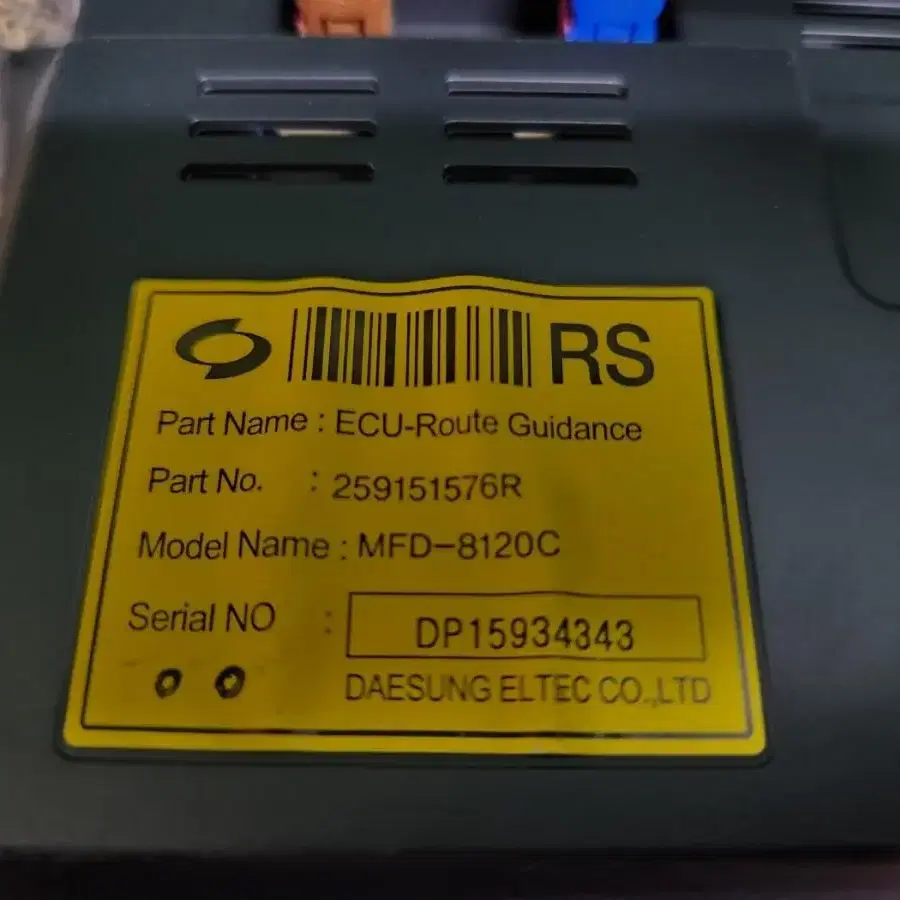 RS
Part Name : ECU-Route Guidance
Part No. : 259151576R
Model Name : MFD-8120C
Serial NO : DP15934343
DAESUNG ELTEC CO.,LTD